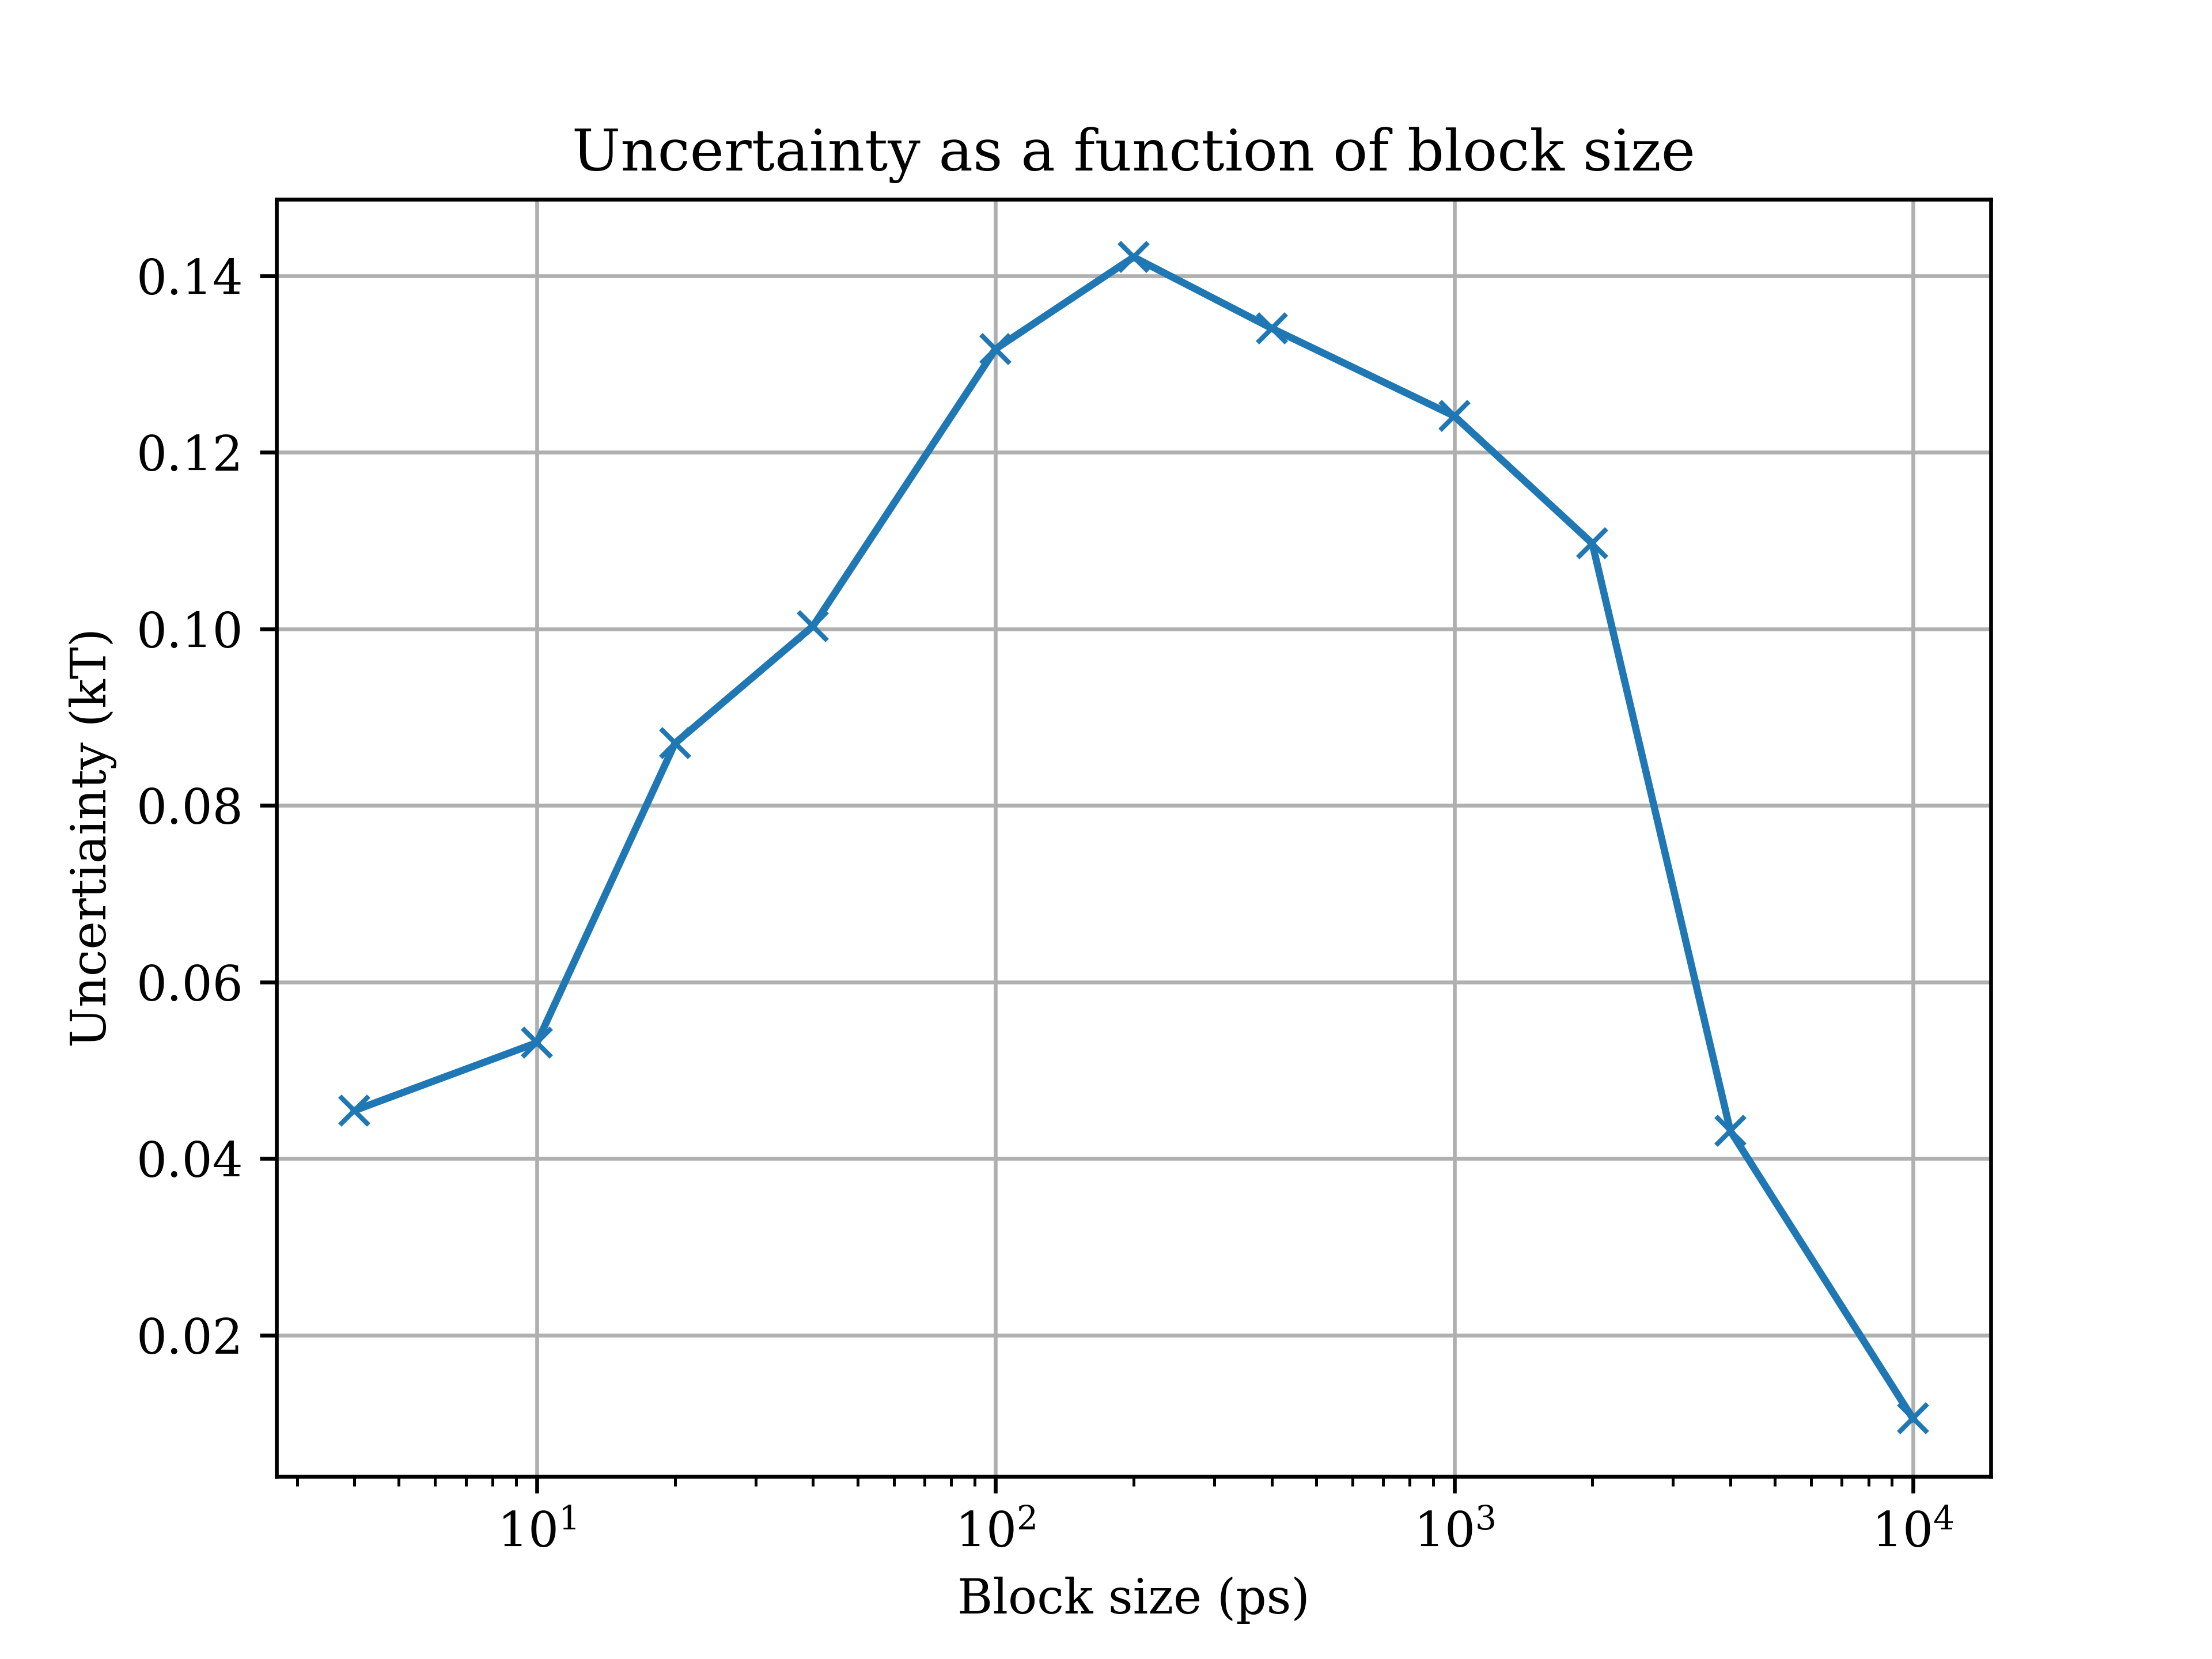 Uncertainty as a function of block size
0.14
0.12
0.10
0.08
0.06
0.04
0.02
Uncertiainty (kT)
10¹ 10² 10³ 10⁴
Block size (ps)